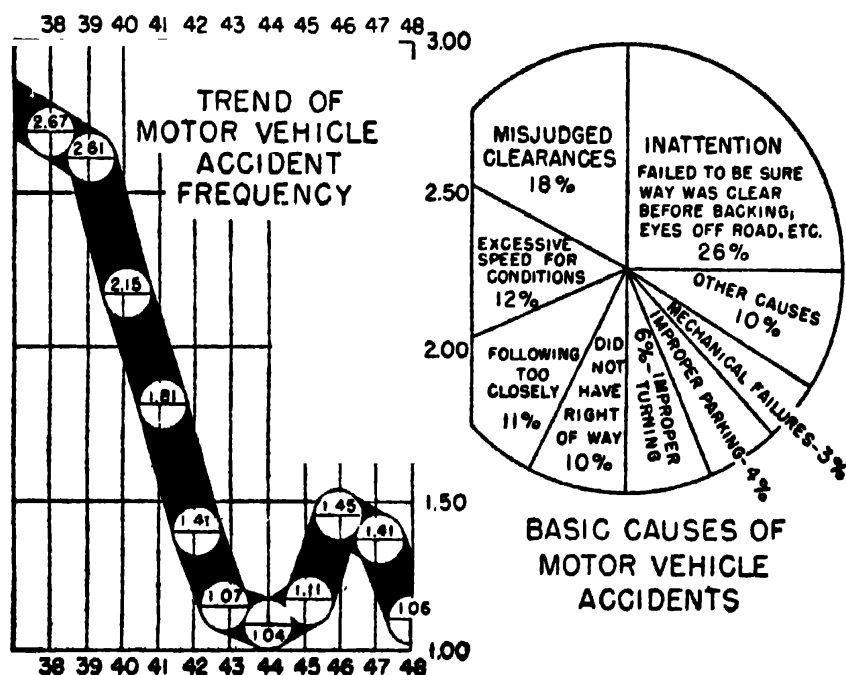 38 39 40 41 42 43 44 45 46 47 48
TREND OF
MOTOR VEHICLE
ACCIDENT
FREQUENCY
3.00
2.50
2.00
1.50
1.00
2.67
2.61
2.15
1.81
1.41
1.07
1.04
1.11
1.45
1.41
1.06
38 39 40 41 42 43 44 45 46 47 48
MISJUDGED
CLEARANCES
18%
INATTENTION
FAILED TO BE SURE
WAY WAS CLEAR
BEFORE BACKING;
EYES OFF ROAD, ETC.
26%
EXCESSIVE
SPEED FOR
CONDITIONS
12%
OTHER CAUSES
10%
MECHANICAL FAILURES-3%
IMPROPER PARKING-4%
6%-IMPROPER
TURNING
DID
NOT
HAVE
RIGHT
OF WAY
10%
FOLLOWING
TOO
CLOSELY
11%
BASIC CAUSES OF
MOTOR VEHICLE
ACCIDENTS